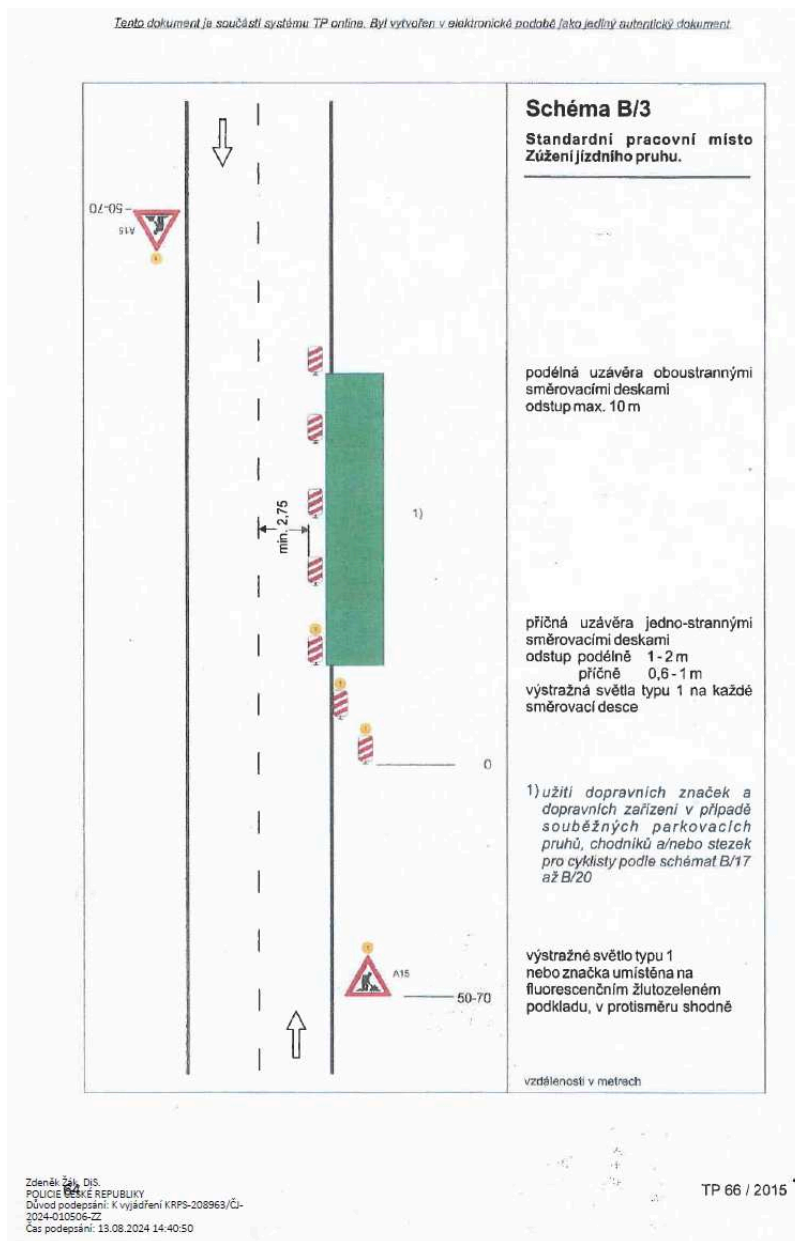 Tento dokument je součástí systému TP online. Byl vytvořen v elektronické podobě jako jediný autentický dokument.
Schéma B/3
Standardní pracovní místo
Zúžení jízdního pruhu.
50-70
A15
podélná uzávěra oboustrannými
směrovacími deskami
odstup max. 10 m
min. 2,75
1)
příčná uzávěra jedno-strannými
směrovacími deskami
odstup podélně 1-2 m
příčně 0,6-1 m
výstražná světla typu 1 na každé
směrovací desce
0
1) užití dopravních značek a
dopravních zařízení v případě
souběžných parkovacích
pruhů, chodníků a/nebo stezek
pro cyklisty podle schémat B/17
až B/20
výstražné světlo typu 1
nebo značka umístěna na
fluorescenčním žlutozeleném
podkladu, v protisměru shodně
A15
50-70
vzdálenosti v metrech
Zdeněk Žák, DiS.
64
POLICIE ČESKÉ REPUBLIKY
Důvod podepsání: K vyjádření KRPS-208963/ČJ-
2024-010506-ZZ
Čas podepsání: 13.08.2024 14:40:50
TP 66 / 2015